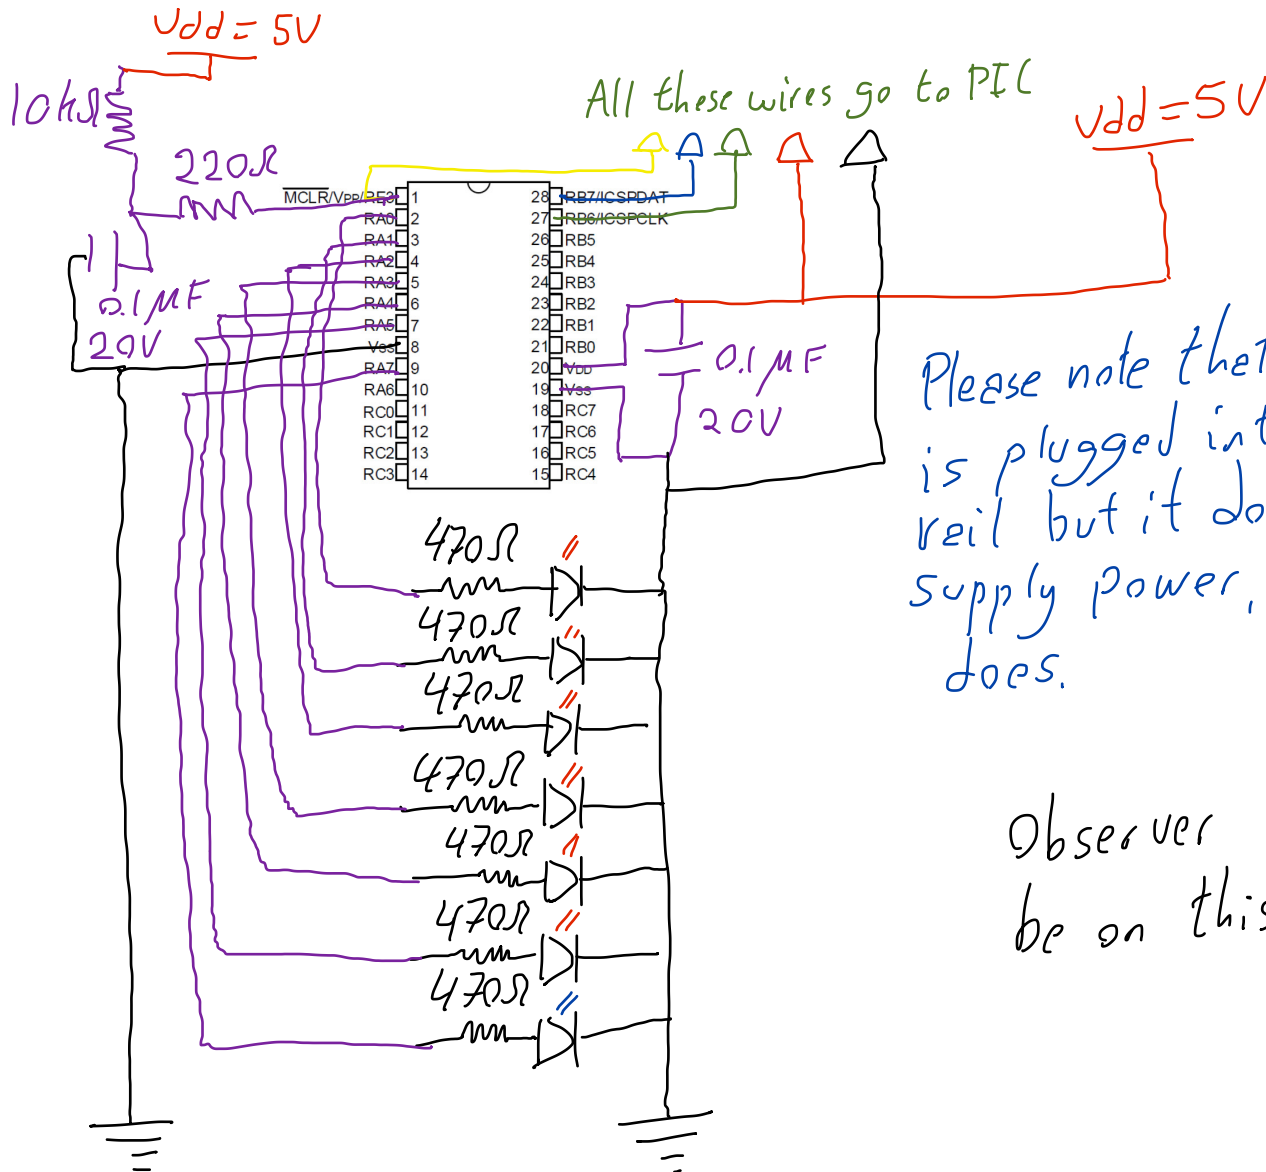 Vdd = 5V
10kΩ
All these wires go to PIC
Vdd = 5V
220Ω
MCLR/VPP/RE3 1
RA0 2
RA1 3
RA2 4
RA3 5
RA4 6
RA5 7
VSS 8
RA7 9
RA6 10
RC0 11
RC1 12
RC2 13
RC3 14
28 RB7/ICSPDAT
27 RB6/ICSPCLK
26 RB5
25 RB4
24 RB3
23 RB2
22 RB1
21 RB0
20 VDD
19 VSS
18 RC7
17 RC6
16 RC5
15 RC4
0.1 µF
20V
0.1 µF
20V
Please note that
is plugged int
reil but it do
supply power,
does.
470Ω
470Ω
470Ω
470Ω
470Ω
470Ω
470Ω
Observer
be on this